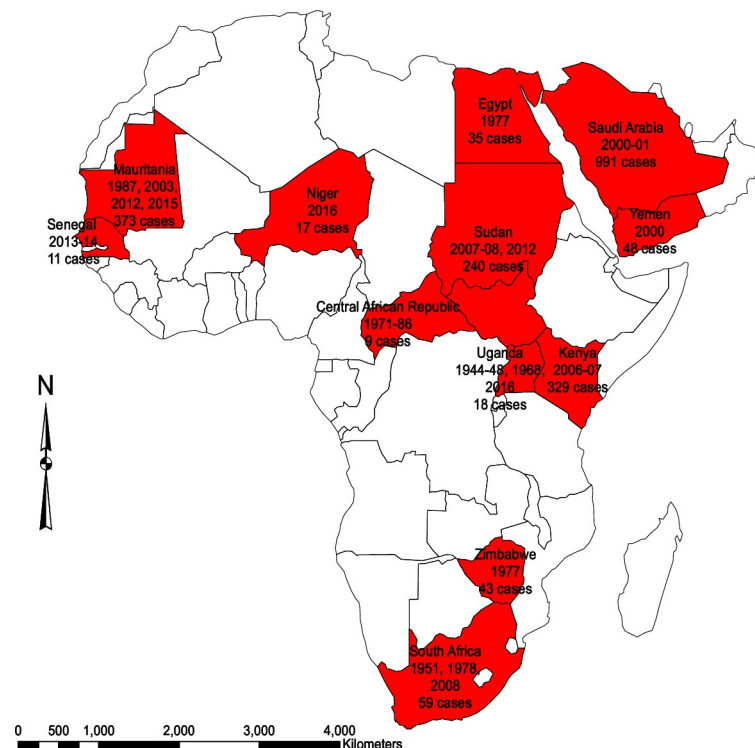 Egypt
1977
35 cases
Saudi Arabia
2000-01
991 cases
Mauritania
1987, 2003,
2012, 2015
373 cases
Niger
2016
17 cases
Senegal
2013-14
11 cases
Yemen
2000
48 cases
Sudan
2007-08, 2012
240 cases
Central African Republic
1971-86
9 cases
Uganda
1944-48, 1968,
2016
18 cases
Kenya
2006-07
329 cases
N
Zimbabwe
1977
43 cases
South Africa
1951, 1978,
2008
59 cases
0 500 1,000 2,000 3,000 4,000
Kilometers